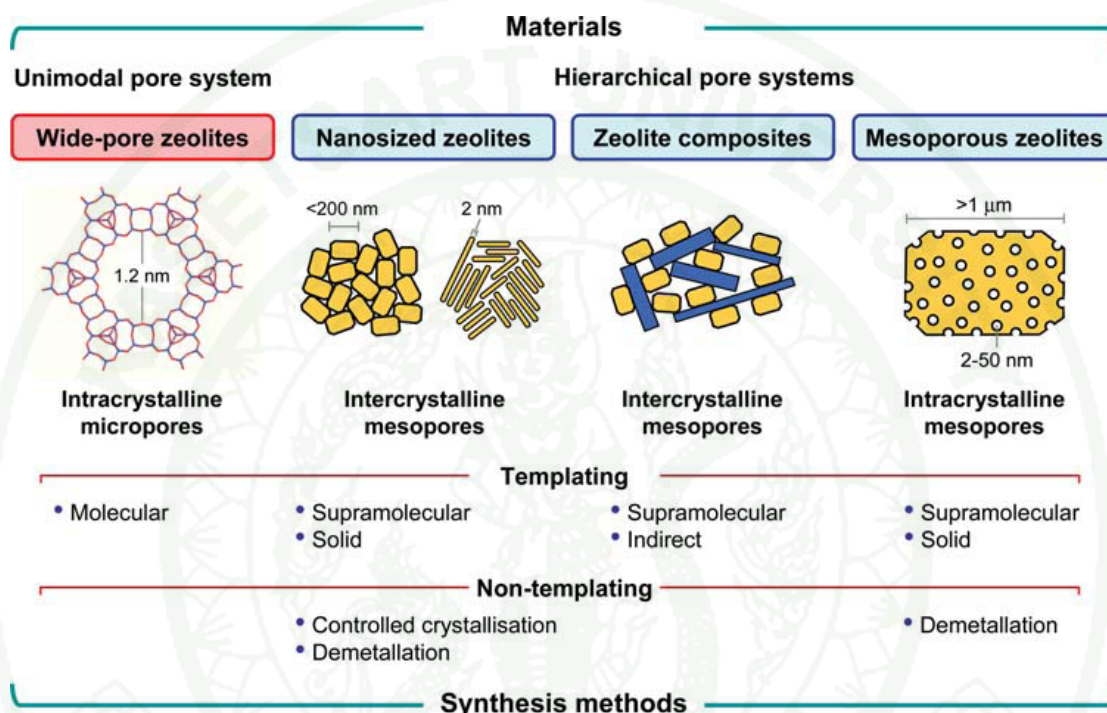 Materials
Unimodal pore system
Hierarchical pore systems
Wide-pore zeolites
Nanosized zeolites
Zeolite composites
Mesoporous zeolites
<200 nm
2 nm
>1 μm
1.2 nm
2-50 nm
Intracrystalline
micropores
Intercrystalline
mesopores
Intercrystalline
mesopores
Intracrystalline
mesopores
Templating
• Molecular
• Supramolecular
• Solid
• Supramolecular
• Indirect
• Supramolecular
• Solid
Non-templating
• Controlled crystallisation
• Demetallation
• Demetallation
Synthesis methods